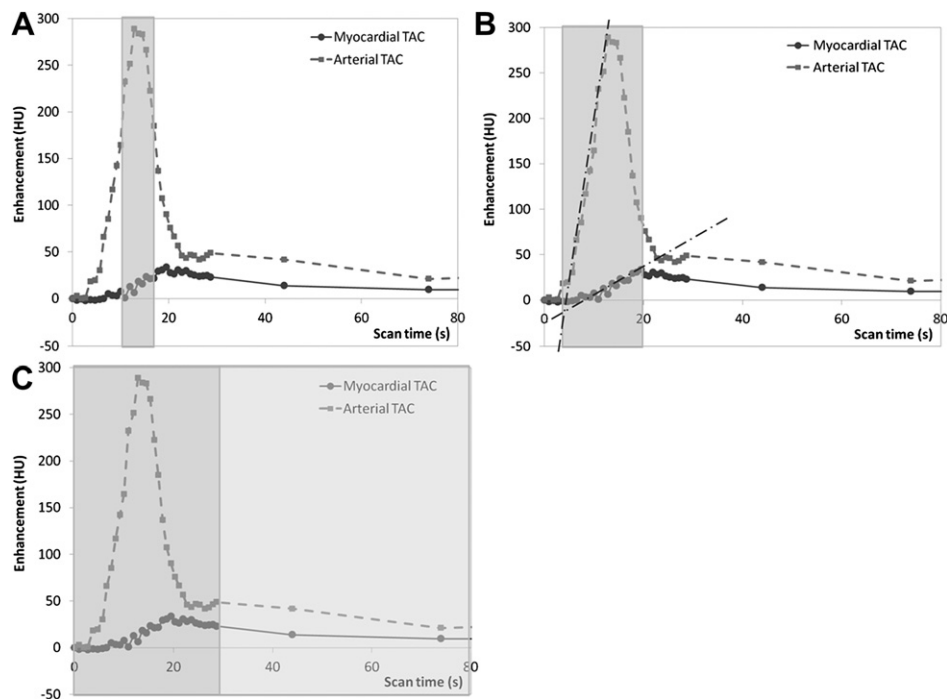 A
Enhancement (HU)
300
250
200
150
100
50
0
-50
Myocardial TAC
Arterial TAC
0 20 40 60 80
Scan time (s)
B
Enhancement (HU)
300
250
200
150
100
50
0
-50
Myocardial TAC
Arterial TAC
0 20 40 60 80
Scan time (s)
C
Enhancement (HU)
300
250
200
150
100
50
0
-50
Myocardial TAC
Arterial TAC
0 20 40 60 80
Scan time (s)